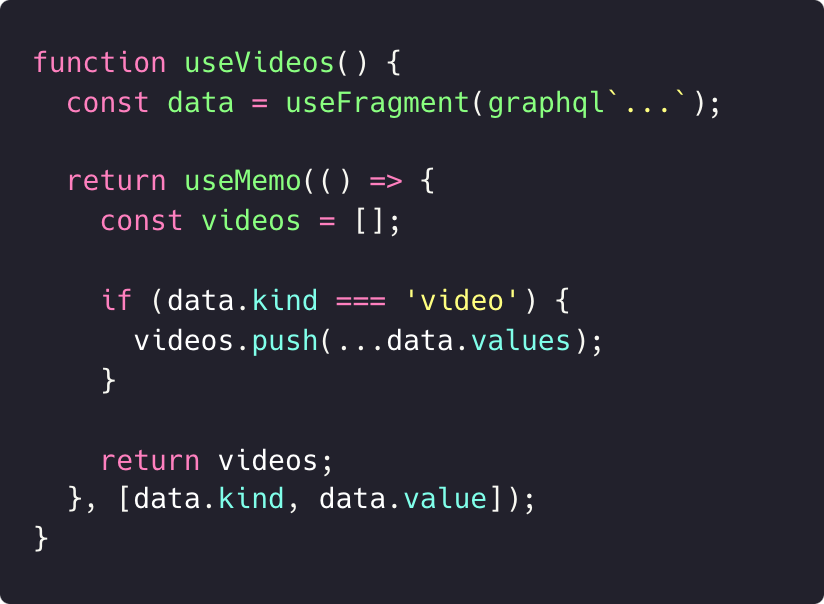 function useVideos() {
  const data = useFragment(graphql`...`);

  return useMemo(() => {
    const videos = [];

    if (data.kind === 'video') {
      videos.push(...data.values);
    }

    return videos;
  }, [data.kind, data.value]);
}